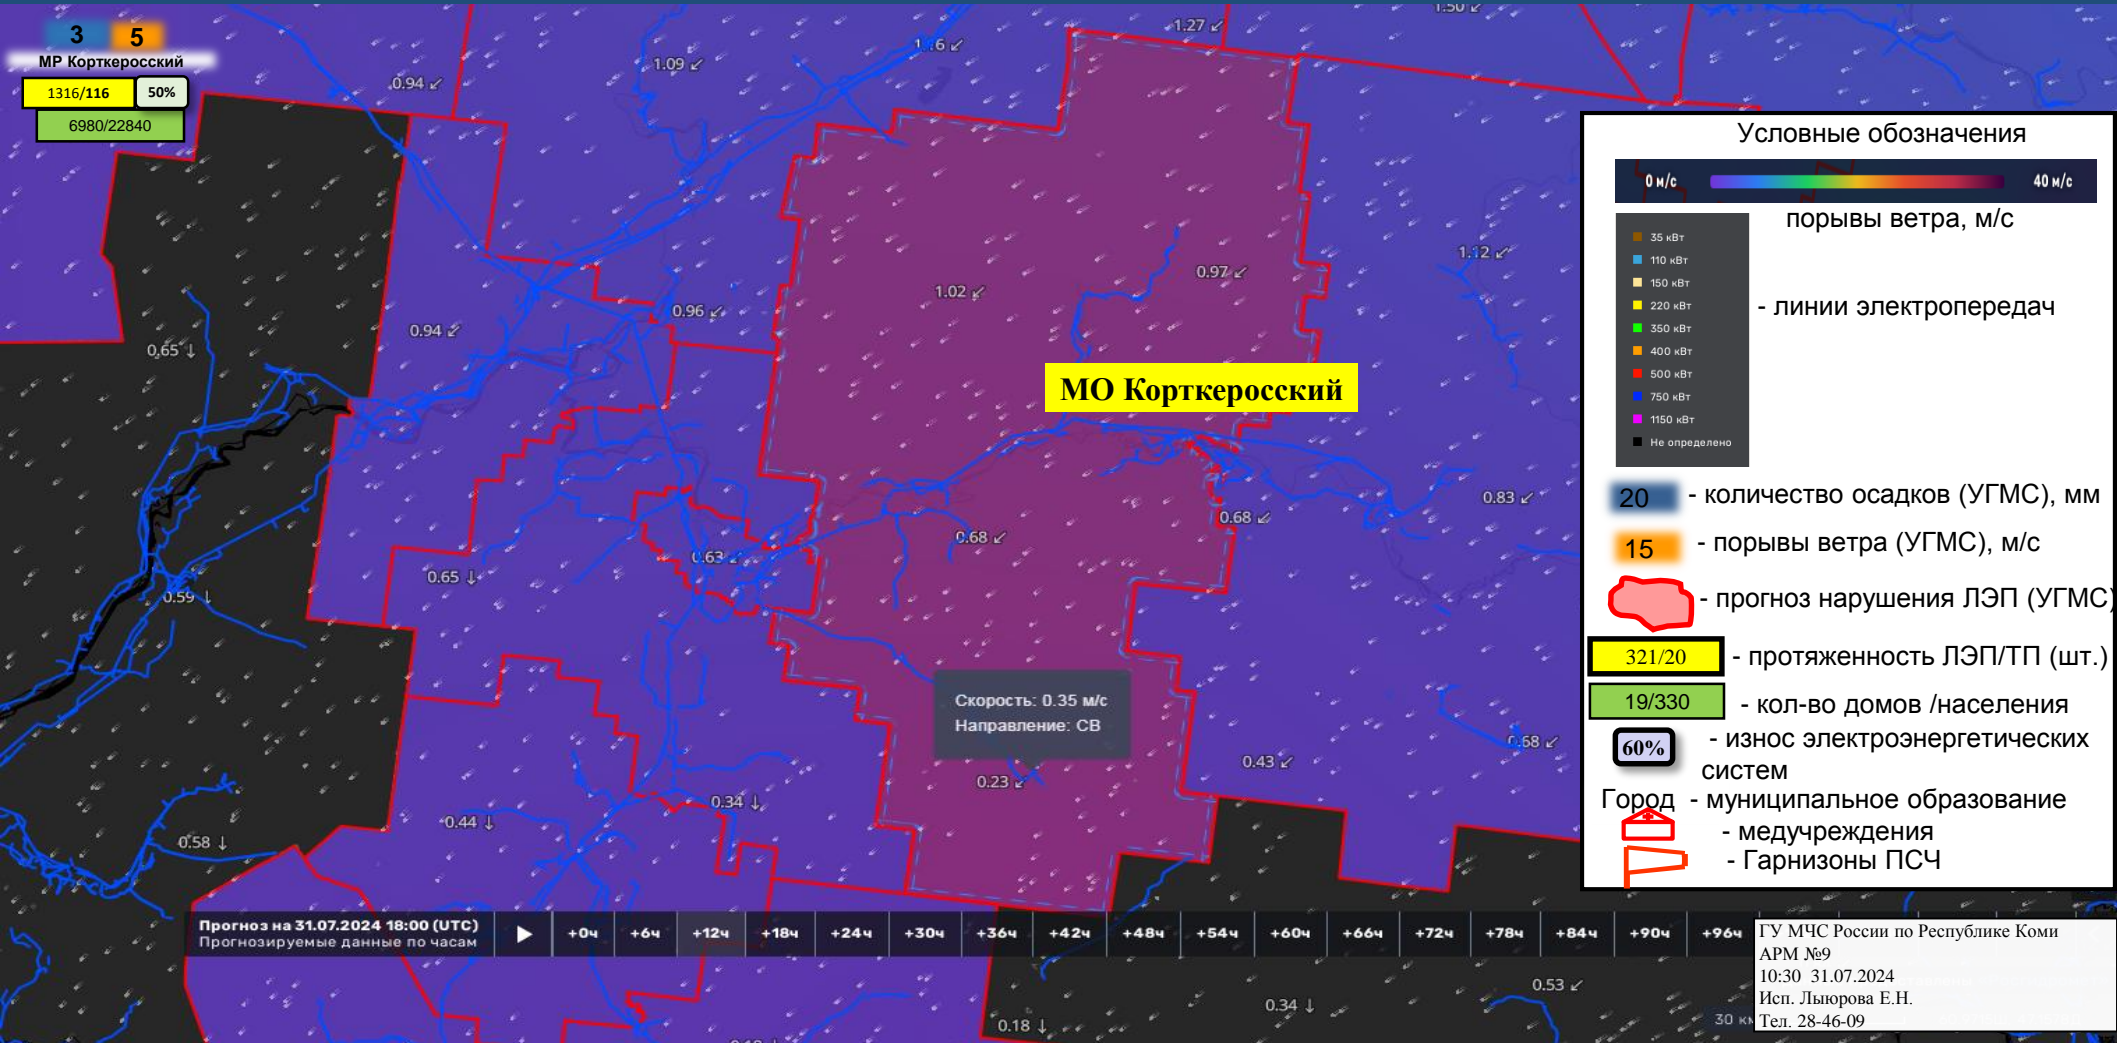 3 5
МР Корткеросский
1316/116 50%
6980/22840
1.50 ↙
1.27 ↙
1.16 ↙
1.09 ↙
0.94 ↙
1.12 ↙
0.97 ↙
1.02 ↙
0.96 ↙
0.94 ↙
0.65 ↓
МО Корткеросский
0.83 ↙
0.68 ↙
0.68 ↙
0.63 ↙
0.65 ↓
0.59 ↓
Скорость: 0.35 м/с
Направление: СВ
0.68 ↙
0.43 ↙
0.23 ↙
0.34 ↓
0.44 ↓
0.58 ↓
0.53 ↙
0.34 ↓
0.18 ↓
Условные обозначения
0 м/с 40 м/с
порывы ветра, м/с
35 кВт
110 кВт
150 кВт
220 кВт
350 кВт
400 кВт
500 кВт
750 кВт
1150 кВт
Не определено
- линии электропередач
20 - количество осадков (УГМС), мм
15 - порывы ветра (УГМС), м/с
- прогноз нарушения ЛЭП (УГМС)
321/20 - протяженность ЛЭП/ТП (шт.)
19/330 - кол-во домов /населения
60% - износ электроэнергетических
систем
Город - муниципальное образование
- медучреждения
- Гарнизоны ПСЧ
Прогноз на 31.07.2024 18:00 (UTC)
Прогнозируемые данные по часам
+0ч +6ч +12ч +18ч +24ч +30ч +36ч +42ч +48ч +54ч +60ч +66ч +72ч +78ч +84ч +90ч +96ч
30 км
ГУ МЧС России по Республике Коми
АРМ №9
10:30 31.07.2024
Исп. Лыюрова Е.Н.
Тел. 28-46-09